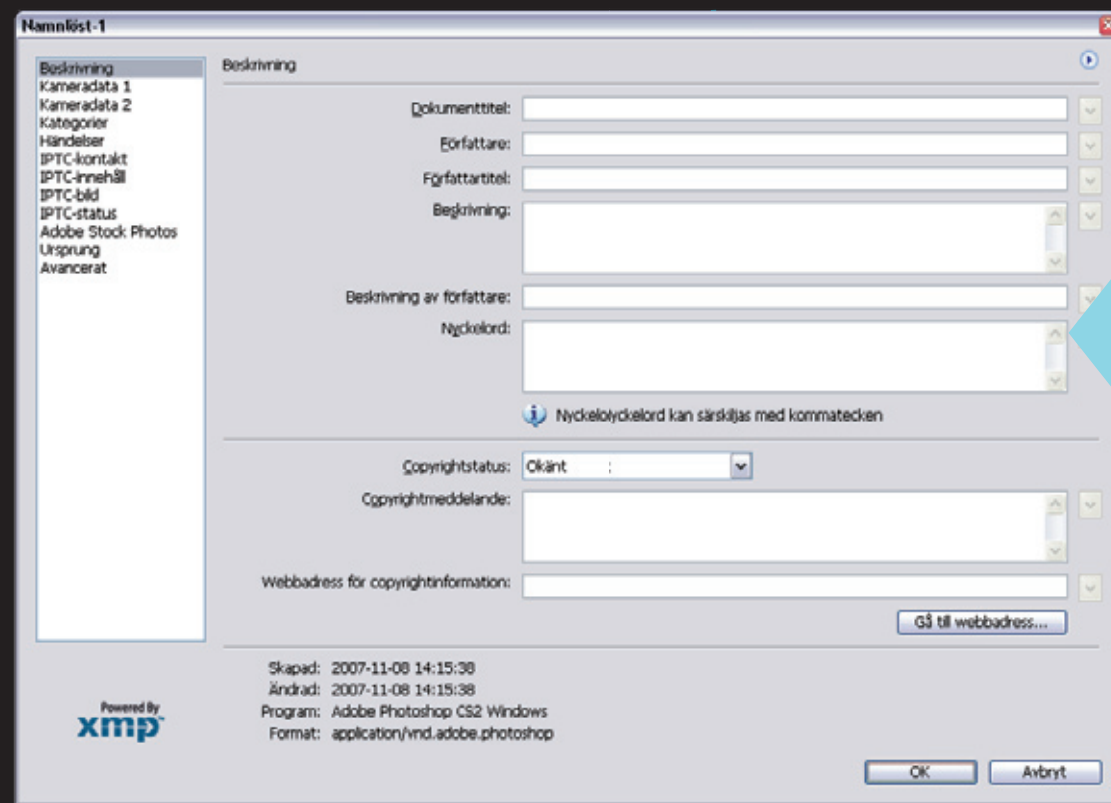 Namnlöst-1
Beskrivning
Kameradata 1
Kameradata 2
Kategorier
Händelser
IPTC-kontakt
IPTC-innehåll
IPTC-bild
IPTC-status
Adobe Stock Photos
Ursprung
Avancerat
Beskrivning
Dokumenttitel:
Författare:
Författartitel:
Beskrivning:
Beskrivning av författare:
Nyckelord:
Nyckelolyckelord kan särskiljas med kommatecken
Copyrightstatus: Okänt :
Copyrightmeddelande:
Webbadress för copyrightinformation:
Gå till webbadress...
Skapad: 2007-11-08 14:15:38
Ändrad: 2007-11-08 14:15:38
Program: Adobe Photoshop CS2 Windows
Format: application/vnd.adobe.photoshop
Powered By
xmp™
OK Avbryt